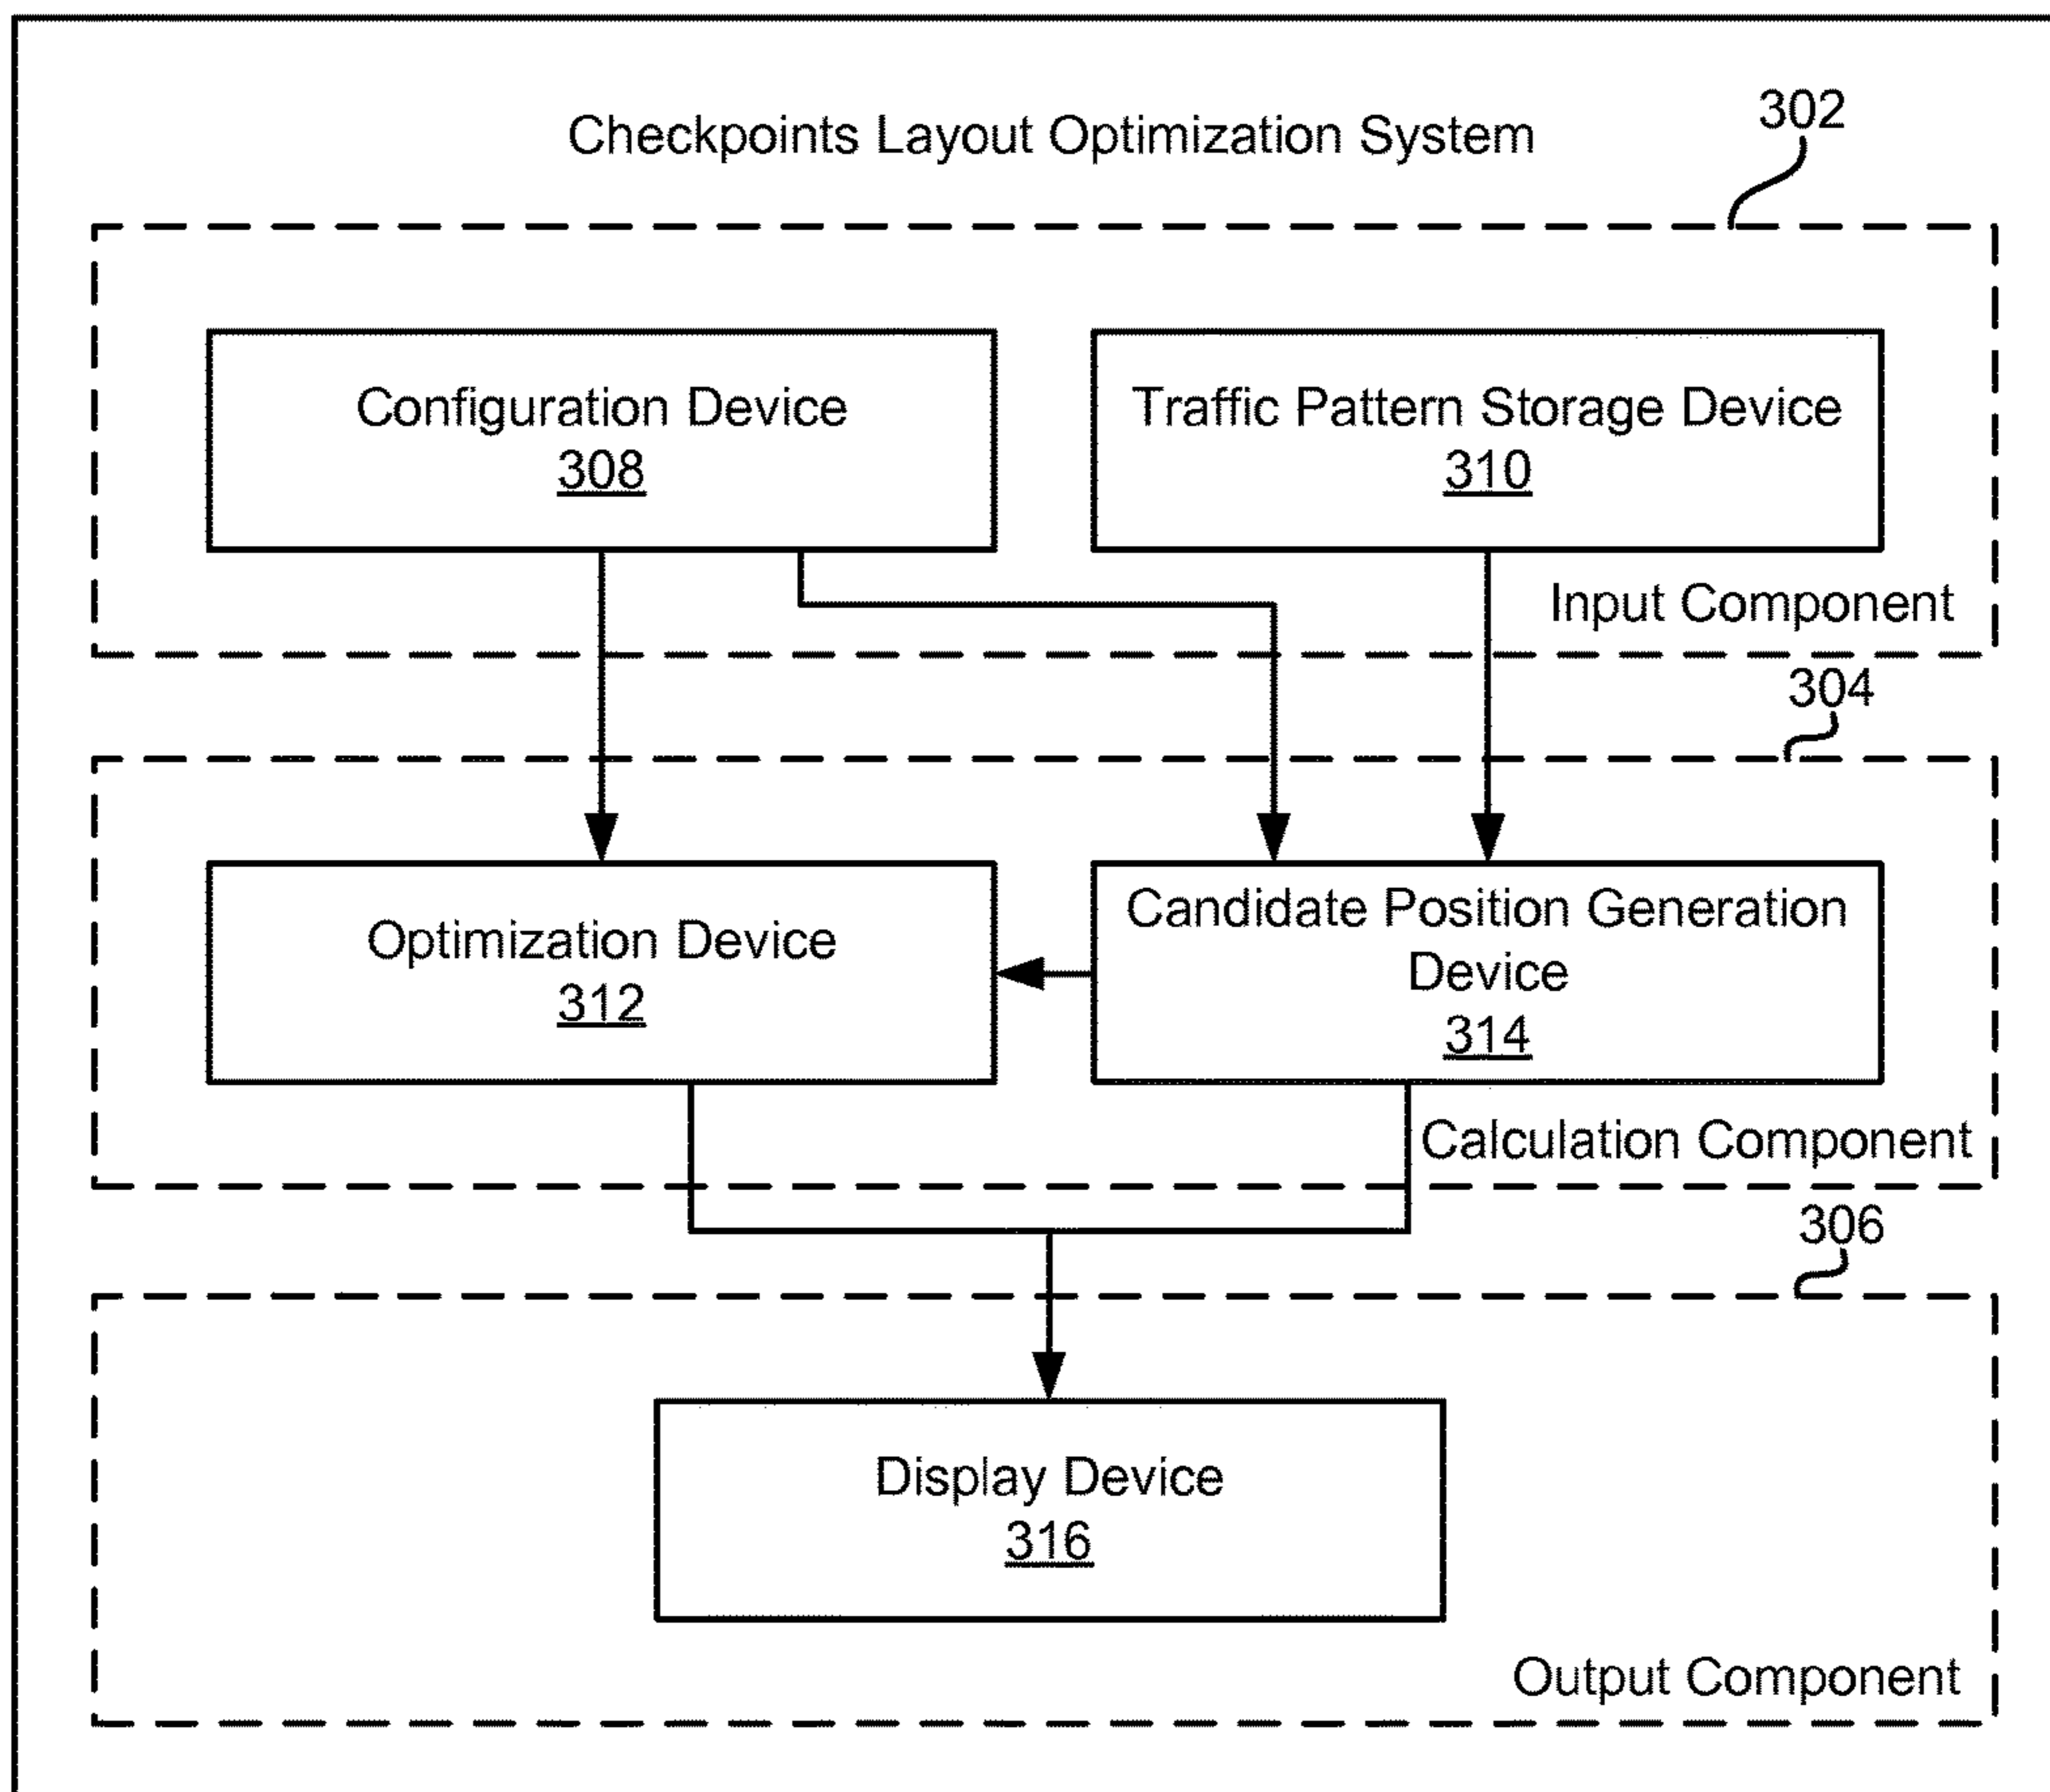 Checkpoints Layout Optimization System
302
Configuration Device
308
Traffic Pattern Storage Device
310
Input Component
304
Optimization Device
312
Candidate Position Generation
Device
314
Calculation Component
306
Display Device
316
Output Component